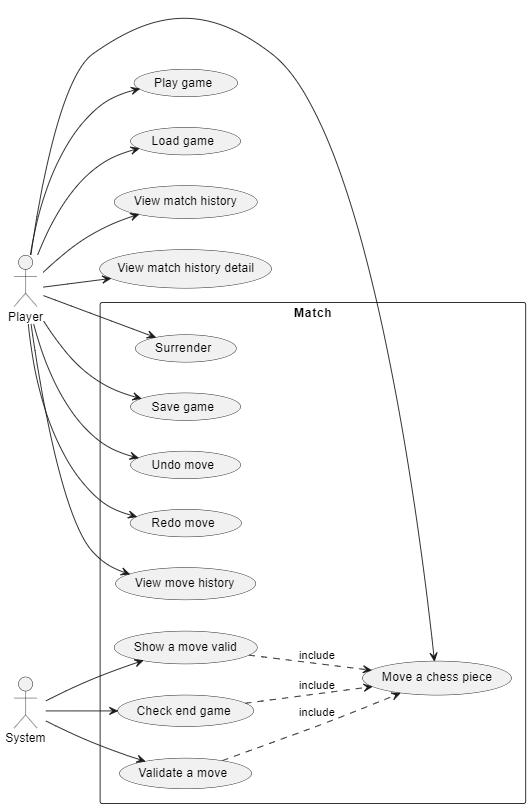 Play game
Load game
View match history
View match history detail
Player
Match
Surrender
Save game
Undo move
Redo move
View move history
Show a move valid
include
Move a chess piece
include
Check end game
include
System
Validate a move